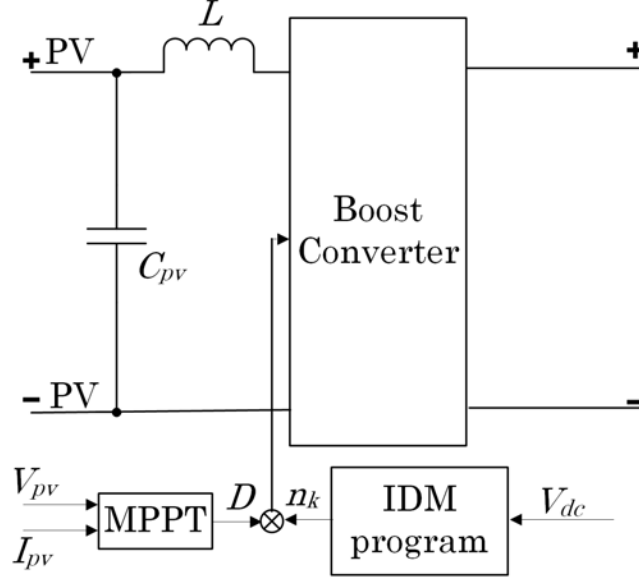 L
+ PV
+
Boost
Converter
Cpv
- PV
-
Vpv
Ipv
MPPT
D
nk
IDM
program
Vdc